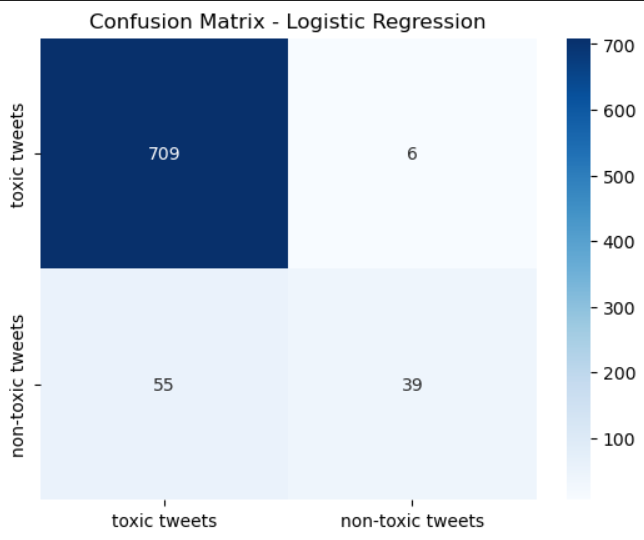 Confusion Matrix - Logistic Regression
toxic tweets
709
6
non-toxic tweets
55
39
toxic tweets
non-toxic tweets
700
600
500
400
300
200
100